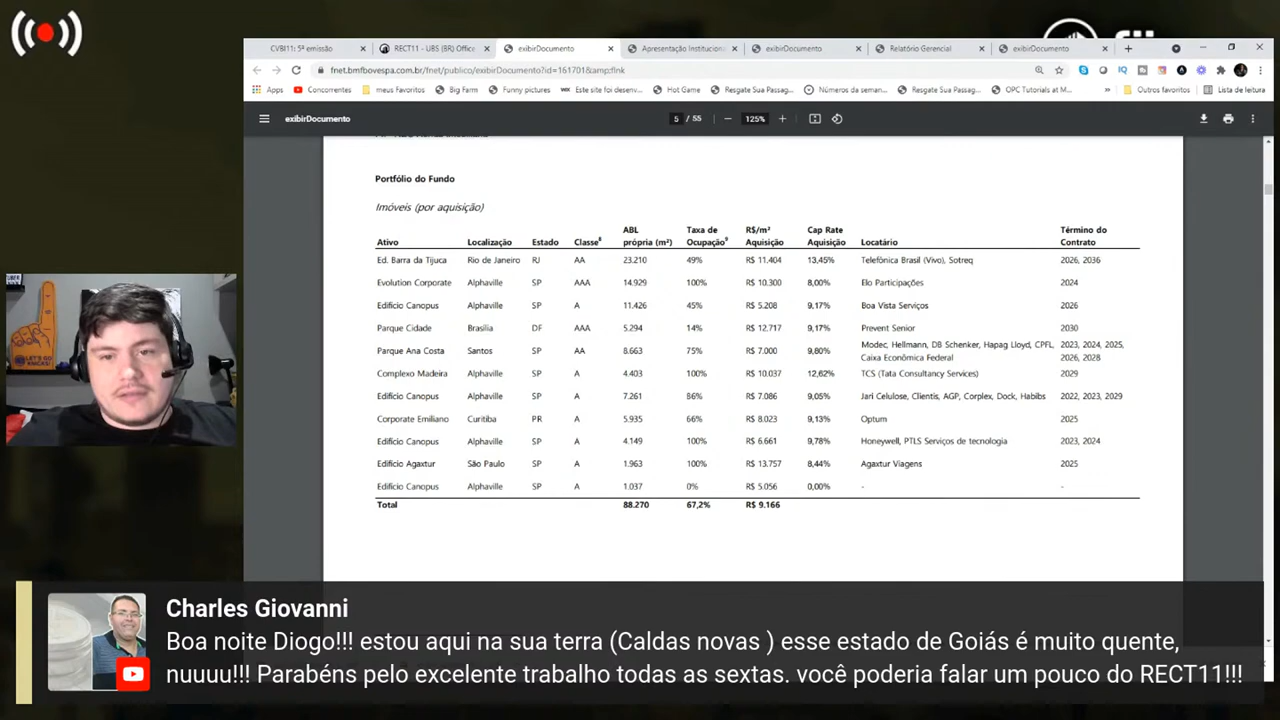 CVBI11: 5ª emissão
RECT11 - UBS (BR) Office
exibirDocumento
Apresentação Institucion
exibirDocumento
Relatório Gerencial
exibirDocumento
fnet.bmfbovespa.com.br/fnet/publico/exibirDocumento?id=161701&amp;flnk
Apps Concorrentes meus Favoritos Big Farm Funny pictures Este site foi desenv... Hot Game Resgate Sua Passag... Números da seman... Resgate Sua Passag... OPC Tutorials at M... » Outros favoritos Lista de leitura
exibirDocumento 5 / 55 125%
Portfólio do Fundo
Imóveis (por aquisição)
Ativo Localização Estado Classe⁸ ABL própria (m²) Taxa de Ocupação⁹ R$/m² Aquisição Cap Rate Aquisição Locatário Término do Contrato
Ed. Barra da Tijuca Rio de Janeiro RJ AA 23.210 49% R$ 11.404 13,45% Telefônica Brasil (Vivo), Sotreq 2026, 2036
Evolution Corporate Alphaville SP AAA 14.929 100% R$ 10.300 8,00% Elo Participações 2024
Edifício Canopus Alphaville SP A 11.426 45% R$ 5.208 9,17% Boa Vista Serviços 2026
Parque Cidade Brasília DF AAA 5.294 14% R$ 12.717 9,17% Prevent Senior 2030
Parque Ana Costa Santos SP AA 8.663 75% R$ 7.000 9,80% Modec, Hellmann, DB Schenker, Hapag Lloyd, CPFL, Caixa Econômica Federal 2023, 2024, 2025, 2026, 2028
Complexo Madeira Alphaville SP A 4.403 100% R$ 10.037 12,62% TCS (Tata Consultancy Services) 2029
Edifício Canopus Alphaville SP A 7.261 86% R$ 7.086 9,05% Jari Celulose, Clientis, AGP, Corplex, Dock, Habibs 2022, 2023, 2029
Corporate Emiliano Curitiba PR A 5.935 66% R$ 8.023 9,13% Optum 2025
Edifício Canopus Alphaville SP A 4.149 100% R$ 6.661 9,78% Honeywell, PTLS Serviços de tecnologia 2023, 2024
Edifício Agaxtur São Paulo SP A 1.963 100% R$ 13.757 8,44% Agaxtur Viagens 2025
Edifício Canopus Alphaville SP A 1.037 0% R$ 5.056 0,00% - -
Total 88.270 67,2% R$ 9.166
LET'S GO BRICKS!
Charles Giovanni
Boa noite Diogo!!! estou aqui na sua terra (Caldas novas ) esse estado de Goiás é muito quente,
nuuuu!!! Parabéns pelo excelente trabalho todas as sextas. você poderia falar um pouco do RECT11!!!